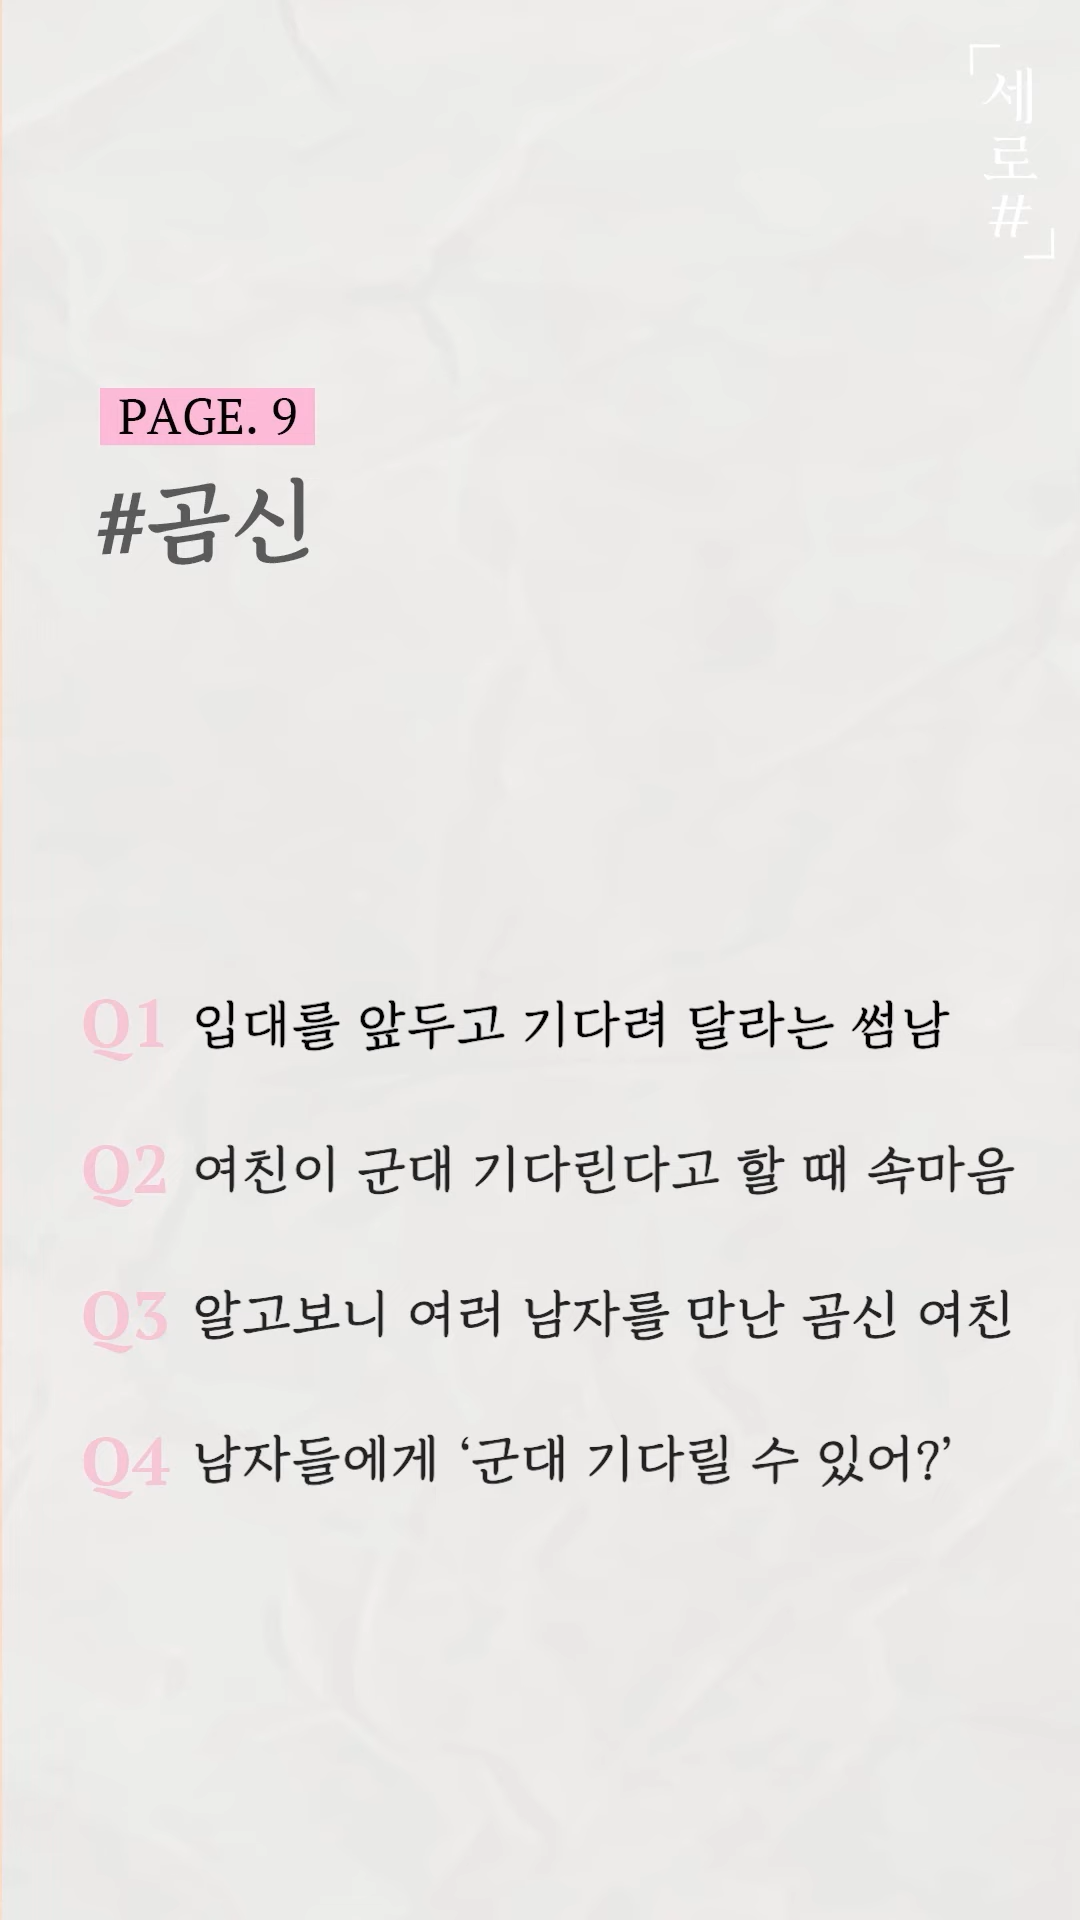 세로#
PAGE. 9
#곰신
Q1 입대를 앞두고 기다려 달라는 썸남
Q2 여친이 군대 기다린다고 할 때 속마음
Q3 알고보니 여러 남자를 만난 곰신 여친
Q4 남자들에게 ‘군대 기다릴 수 있어?’